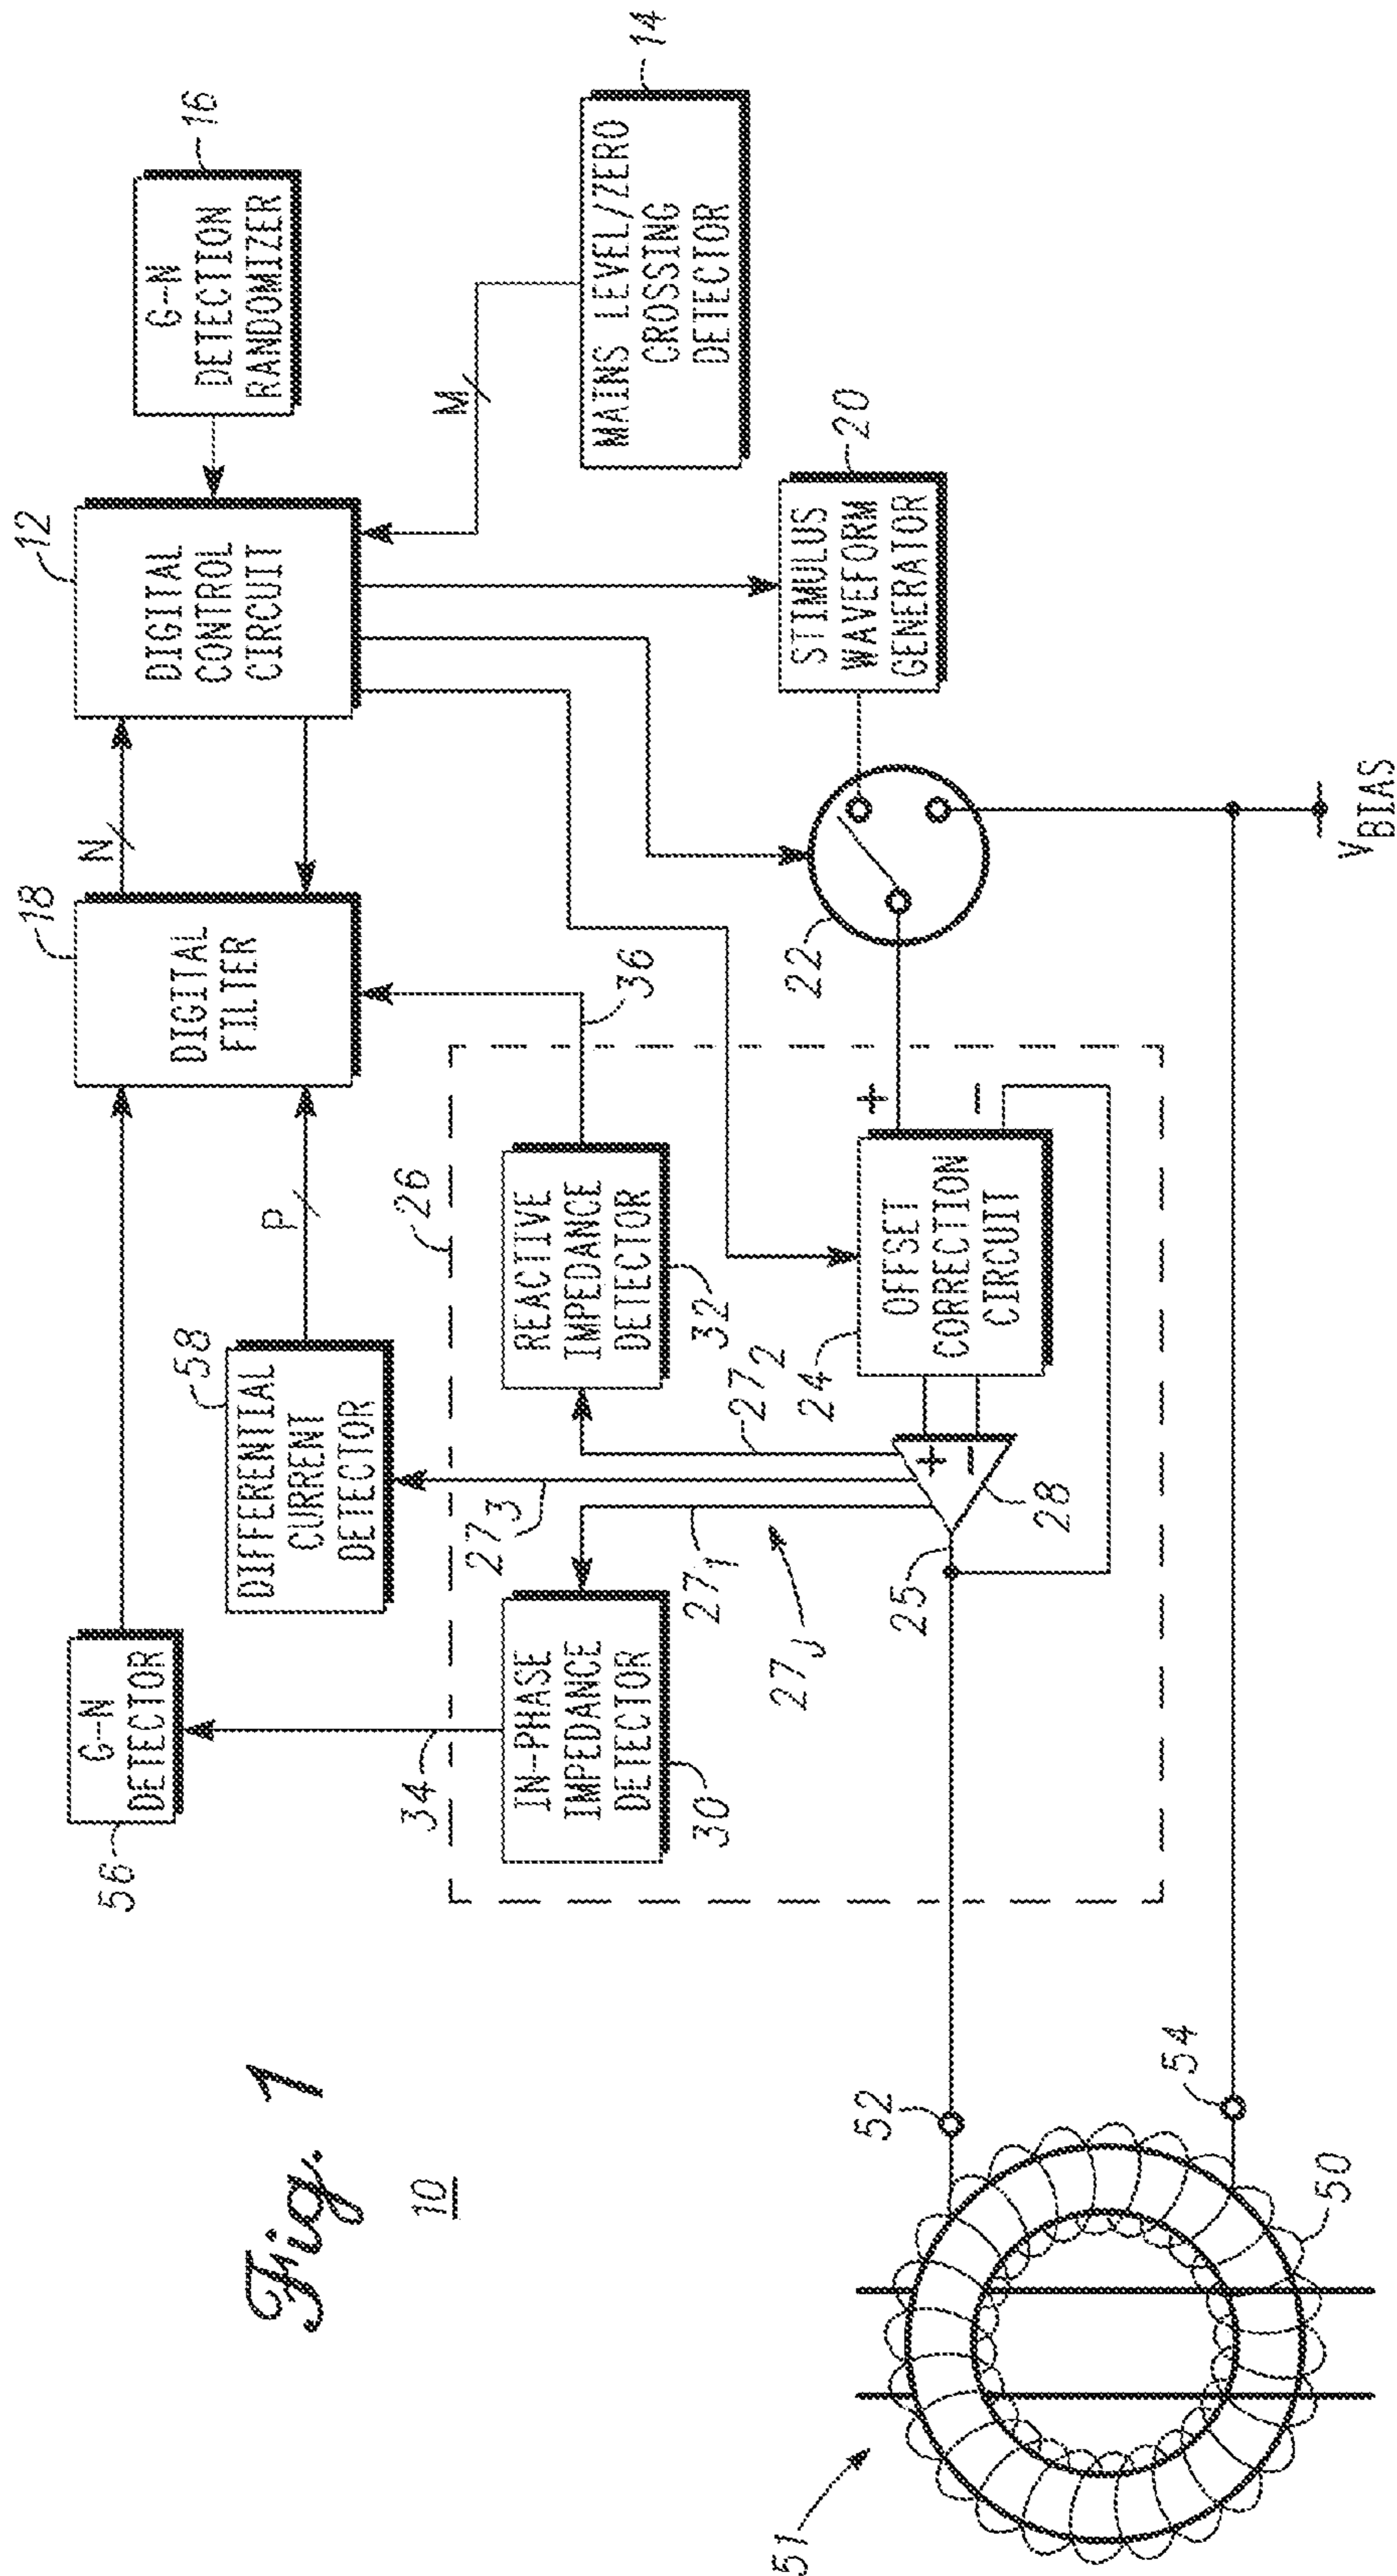 Fig. 1
10
56
G-N
DETECTOR
58
DIFFERENTIAL
CURRENT
DETECTOR
P
18
DIGITAL
FILTER
N
12
DIGITAL
CONTROL
CIRCUIT
16
G-N
DETECTION
RANDOMIZER
14
MAINS LEVEL/ZERO
CROSSING
DETECTOR
M
34
26
36
IN-PHASE
IMPEDANCE
DETECTOR
30
REACTIVE
IMPEDANCE
DETECTOR
32
27 3
27 1
27 2
27 J
20
STIMULUS
WAVEFORM
GENERATOR
22
24
OFFSET
CORRECTION
CIRCUIT
+
−
+
−
28
25
52
54
50
51
V BIAS